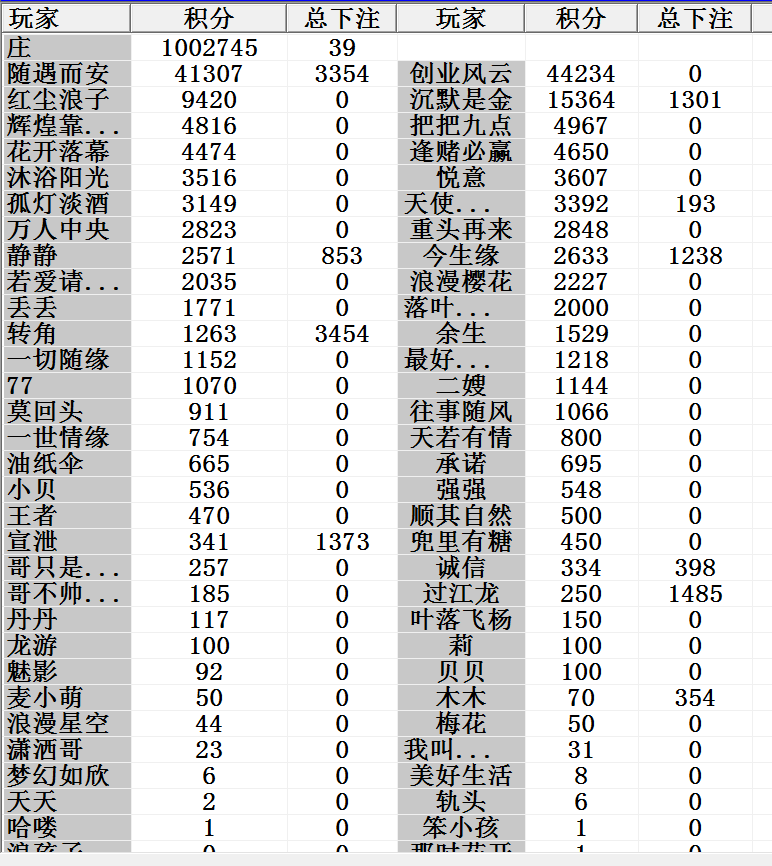 玩家 积分 总下注 玩家 积分 总下注
庄 1002745 39
随遇而安 41307 3354 创业风云 44234 0
红尘浪子 9420 0 沉默是金 15364 1301
辉煌靠... 4816 0 把把九点 4967 0
花开落幕 4474 0 逢赌必赢 4650 0
沐浴阳光 3516 0 悦意 3607 0
孤灯淡酒 3149 0 天使... 3392 193
万人中央 2823 0 重头再来 2848 0
静静 2571 853 今生缘 2633 1238
若爱请... 2035 0 浪漫樱花 2227 0
丢丢 1771 0 落叶... 2000 0
转角 1263 3454 余生 1529 0
一切随缘 1152 0 最好... 1218 0
77 1070 0 二嫂 1144 0
莫回头 911 0 往事随风 1066 0
一世情缘 754 0 天若有情 800 0
油纸伞 665 0 承诺 695 0
小贝 536 0 强强 548 0
王者 470 0 顺其自然 500 0
宣泄 341 1373 兜里有糖 450 0
哥只是... 257 0 诚信 334 398
哥不帅... 185 0 过江龙 250 1485
丹丹 117 0 叶落飞杨 150 0
龙游 100 0 莉 100 0
魅影 92 0 贝贝 100 0
麦小萌 50 0 木木 70 354
浪漫星空 44 0 梅花 50 0
潇洒哥 23 0 我叫... 31 0
梦幻如欣 6 0 美好生活 8 0
天天 2 0 轨头 6 0
哈喽 1 0 笨小孩 1 0
浪孩子 0 0 那时花开 1 0